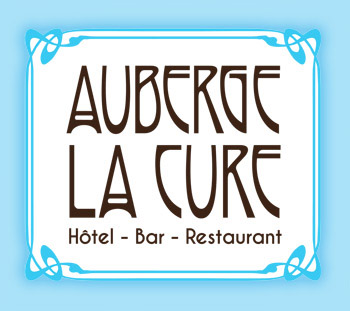 AUBERGE
LA CURE
Hôtel - Bar - Restaurant